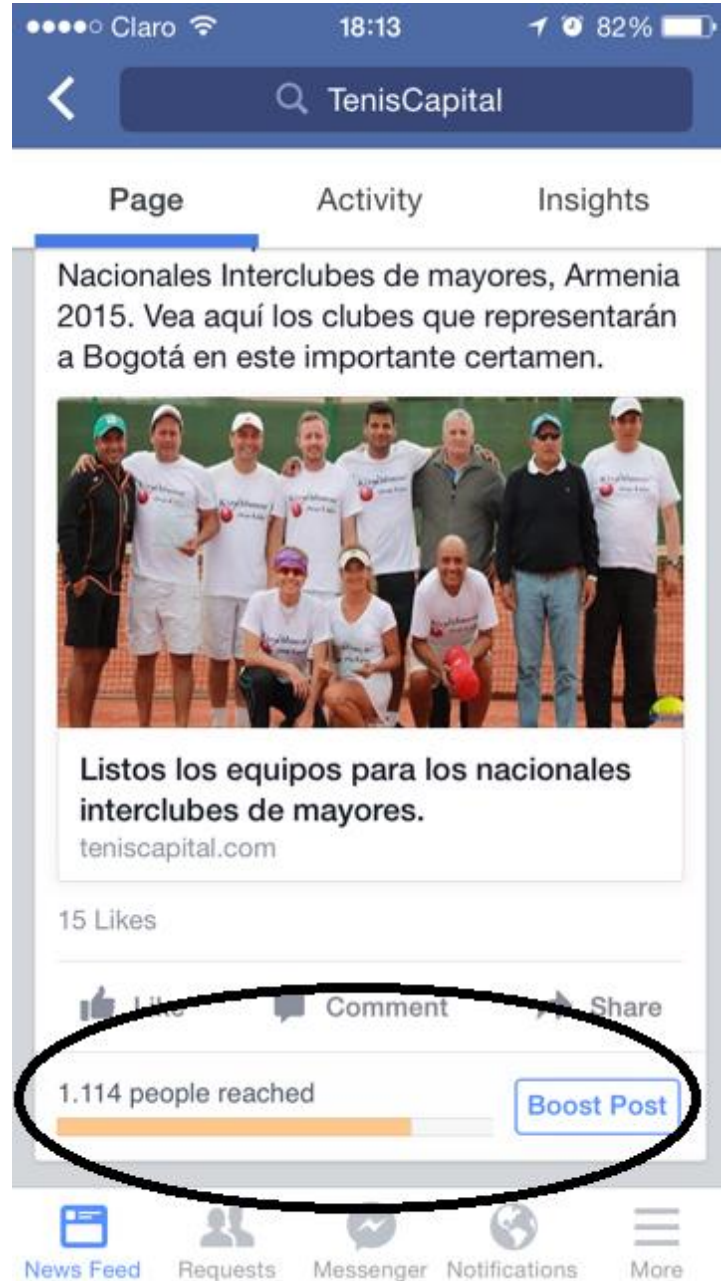 Claro 18:13 82%
TenisCapital
Page Activity Insights
Nacionales Interclubes de mayores, Armenia
2015. Vea aquí los clubes que representarán
a Bogotá en este importante certamen.
Listos los equipos para los nacionales
interclubes de mayores.
teniscapital.com
15 Likes
Like Comment Share
1.114 people reached
Boost Post
News Feed Requests Messenger Notifications More